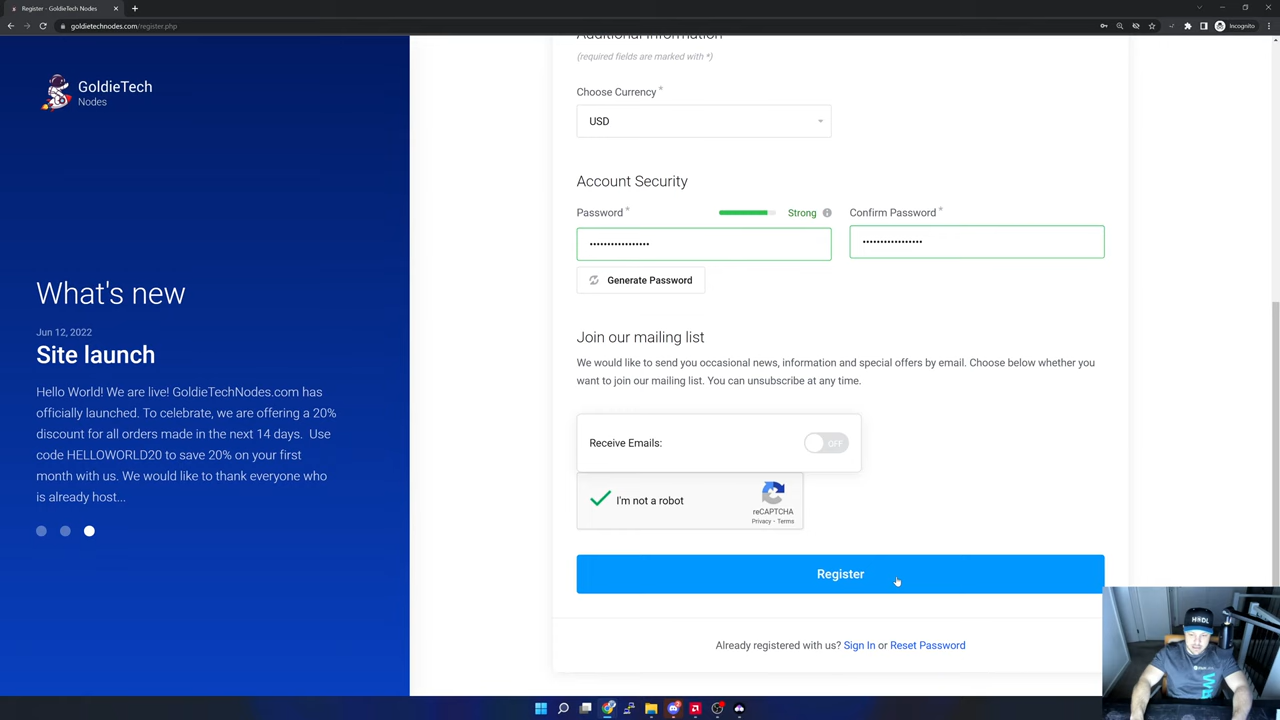 Register - GoldieTech Nodes
goldietechnodes.com/register.php
Incognito
GoldieTech
Nodes
What's new
Jun 12, 2022
Site launch
Hello World! We are live! GoldieTechNodes.com has
officially launched. To celebrate, we are offering a 20%
discount for all orders made in the next 14 days. Use
code HELLOWORLD20 to save 20% on your first
month with us. We would like to thank everyone who
is already host...
Additional Information
(required fields are marked with *)
Choose Currency *
USD
Account Security
Password *
Strong
Confirm Password *
••••••••••••••••
••••••••••••••••
Generate Password
Join our mailing list
We would like to send you occasional news, information and special offers by email. Choose below whether you
want to join our mailing list. You can unsubscribe at any time.
Receive Emails:
OFF
I'm not a robot
reCAPTCHA
Privacy - Terms
Register
Already registered with us? Sign In or Reset Password
HODL